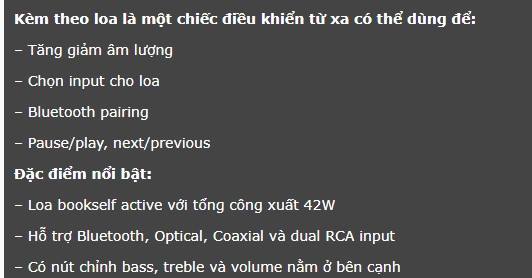 Kèm theo loa là một chiếc điều khiển từ xa có thể dùng để:
– Tăng giảm âm lượng
– Chọn input cho loa
– Bluetooth pairing
– Pause/play, next/previous
Đặc điểm nổi bật:
– Loa bookself active với tổng công xuất 42W
– Hỗ trợ Bluetooth, Optical, Coaxial và dual RCA input
– Có nút chỉnh bass, treble và volume nằm ở bên cạnh